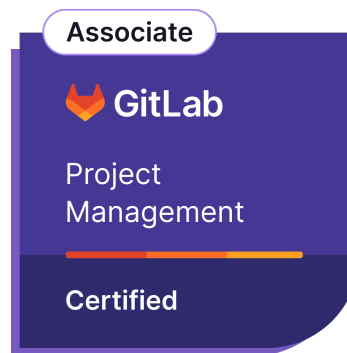 Associate
GitLab
Project
Management
Certified